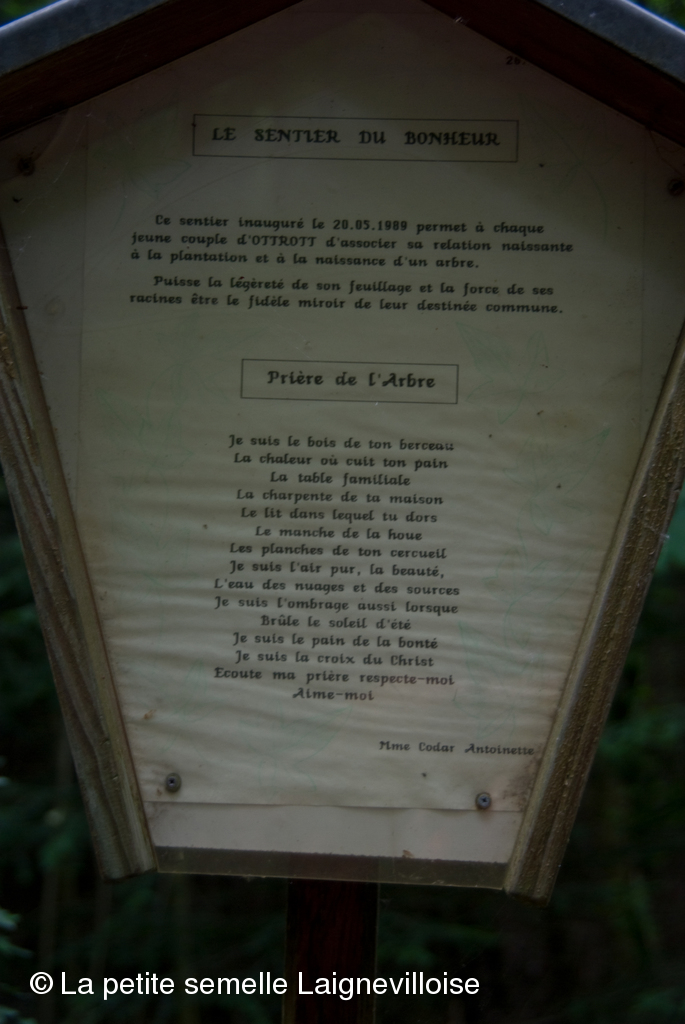 LE SENTIER DU BONHEUR
Ce sentier inauguré le 20.05.1989 permet à chaque
jeune couple d'OTTROTT d'associer sa relation naissante
à la plantation et à la naissance d'un arbre.
Puisse la légèreté de son feuillage et la force de ses
racines être le fidèle miroir de leur destinée commune.
Prière de l'Arbre
Je suis le bois de ton berceau
La chaleur où cuit ton pain
La table familiale
La charpente de ta maison
Le lit dans lequel tu dors
Le manche de la houe
Les planches de ton cercueil
Je suis l'air pur, la beauté,
L'eau des nuages et des sources
Je suis l'ombrage aussi lorsque
Brûle le soleil d'été
Je suis le pain de la bonté
Je suis la croix du Christ
Ecoute ma prière respecte-moi
Aime-moi
Mme Codar Antoinette
© La petite semelle Laignevilloise